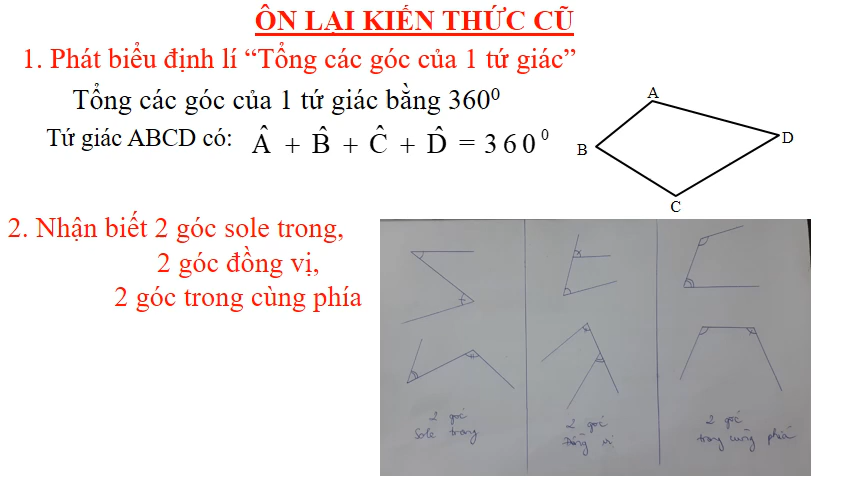 ÔN LẠI KIẾN THỨC CŨ
1. Phát biểu định lí “Tổng các góc của 1 tứ giác”
Tổng các góc của 1 tứ giác bằng 360⁰
Tứ giác ABCD có: Â + B̂ + Ĉ + D̂ = 360⁰
A
B
D
C
2. Nhận biết 2 góc sole trong,
2 góc đồng vị,
2 góc trong cùng phía
2 góc
sole trong
2 góc
đồng vị
2 góc
trong cùng phía